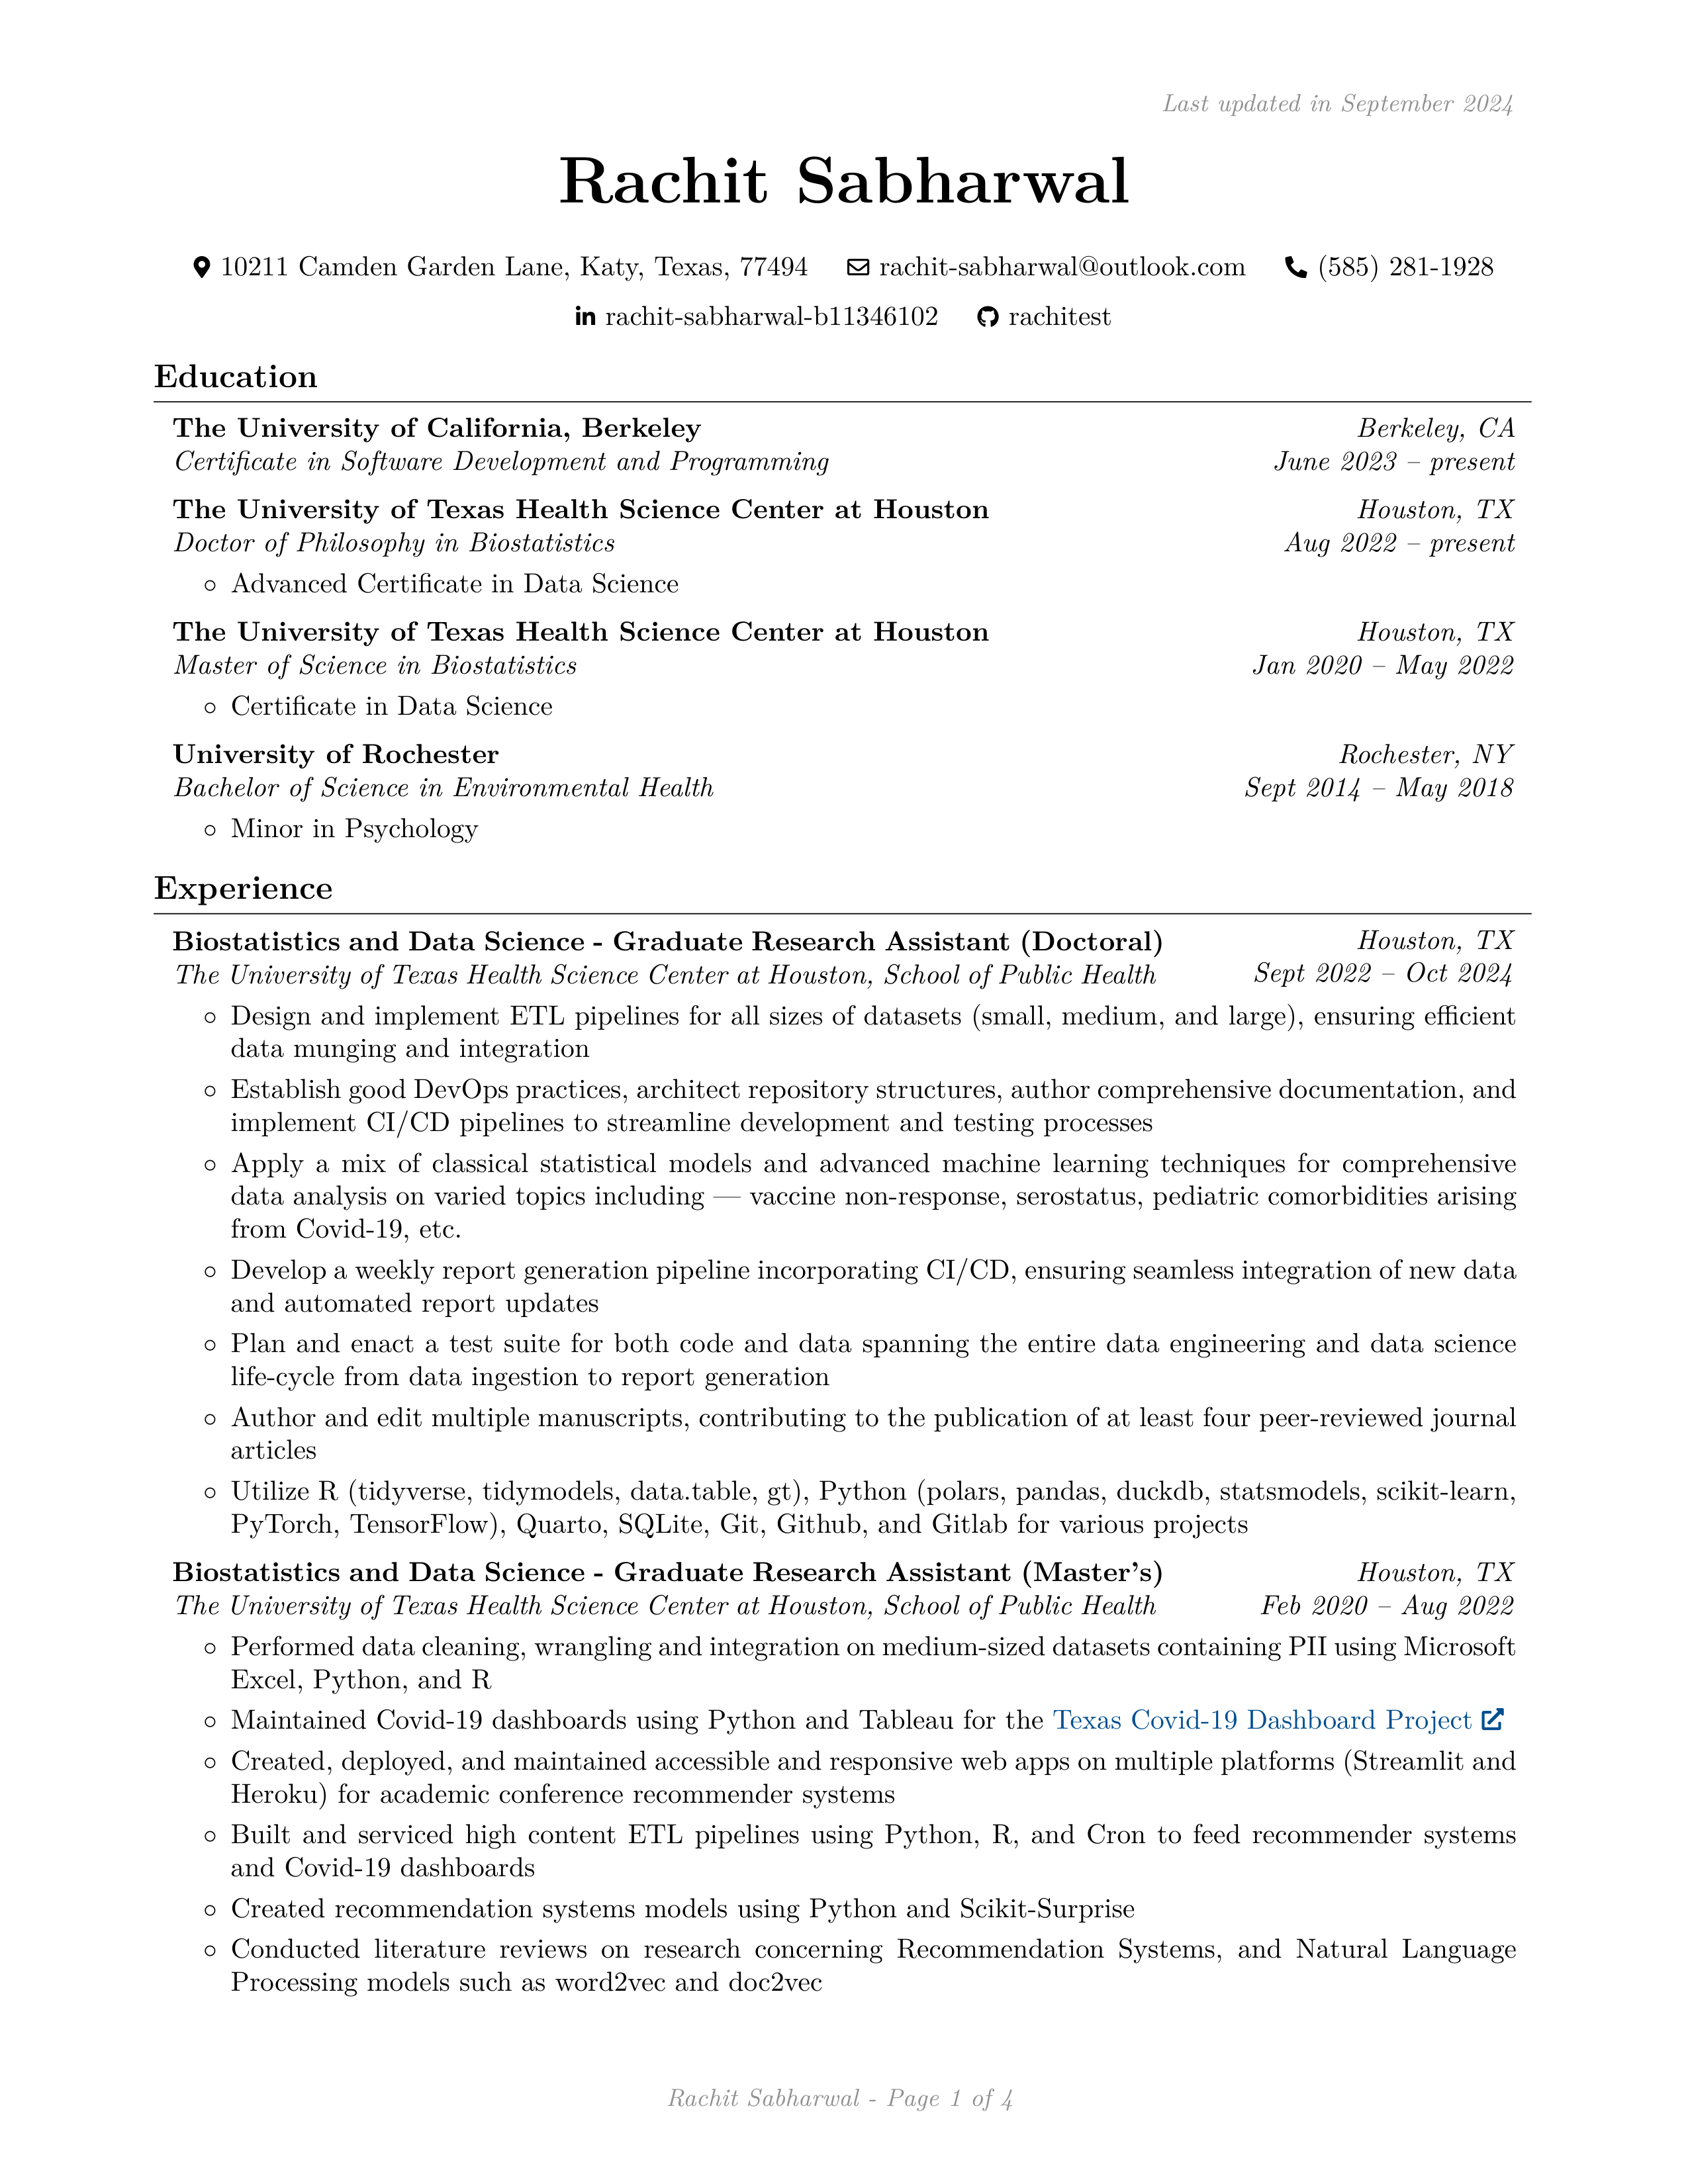 Last updated in September 2024
Rachit Sabharwal
10211 Camden Garden Lane, Katy, Texas, 77494 rachit-sabharwal@outlook.com (585) 281-1928
rachit-sabharwal-b11346102 rachitest
Education
The University of California, Berkeley Berkeley, CA
Certificate in Software Development and Programming June 2023 – present
The University of Texas Health Science Center at Houston Houston, TX
Doctor of Philosophy in Biostatistics Aug 2022 – present
◦ Advanced Certificate in Data Science
The University of Texas Health Science Center at Houston Houston, TX
Master of Science in Biostatistics Jan 2020 – May 2022
◦ Certificate in Data Science
University of Rochester Rochester, NY
Bachelor of Science in Environmental Health Sept 2014 – May 2018
◦ Minor in Psychology
Experience
Biostatistics and Data Science - Graduate Research Assistant (Doctoral) Houston, TX
The University of Texas Health Science Center at Houston, School of Public Health Sept 2022 – Oct 2024
◦ Design and implement ETL pipelines for all sizes of datasets (small, medium, and large), ensuring efficient
data munging and integration
◦ Establish good DevOps practices, architect repository structures, author comprehensive documentation, and
implement CI/CD pipelines to streamline development and testing processes
◦ Apply a mix of classical statistical models and advanced machine learning techniques for comprehensive
data analysis on varied topics including — vaccine non-response, serostatus, pediatric comorbidities arising
from Covid-19, etc.
◦ Develop a weekly report generation pipeline incorporating CI/CD, ensuring seamless integration of new data
and automated report updates
◦ Plan and enact a test suite for both code and data spanning the entire data engineering and data science
life-cycle from data ingestion to report generation
◦ Author and edit multiple manuscripts, contributing to the publication of at least four peer-reviewed journal
articles
◦ Utilize R (tidyverse, tidymodels, data.table, gt), Python (polars, pandas, duckdb, statsmodels, scikit-learn,
PyTorch, TensorFlow), Quarto, SQLite, Git, Github, and Gitlab for various projects
Biostatistics and Data Science - Graduate Research Assistant (Master's) Houston, TX
The University of Texas Health Science Center at Houston, School of Public Health Feb 2020 – Aug 2022
◦ Performed data cleaning, wrangling and integration on medium-sized datasets containing PII using Microsoft
Excel, Python, and R
◦ Maintained Covid-19 dashboards using Python and Tableau for the Texas Covid-19 Dashboard Project
◦ Created, deployed, and maintained accessible and responsive web apps on multiple platforms (Streamlit and
Heroku) for academic conference recommender systems
◦ Built and serviced high content ETL pipelines using Python, R, and Cron to feed recommender systems
and Covid-19 dashboards
◦ Created recommendation systems models using Python and Scikit-Surprise
◦ Conducted literature reviews on research concerning Recommendation Systems, and Natural Language
Processing models such as word2vec and doc2vec
Rachit Sabharwal - Page 1 of 4